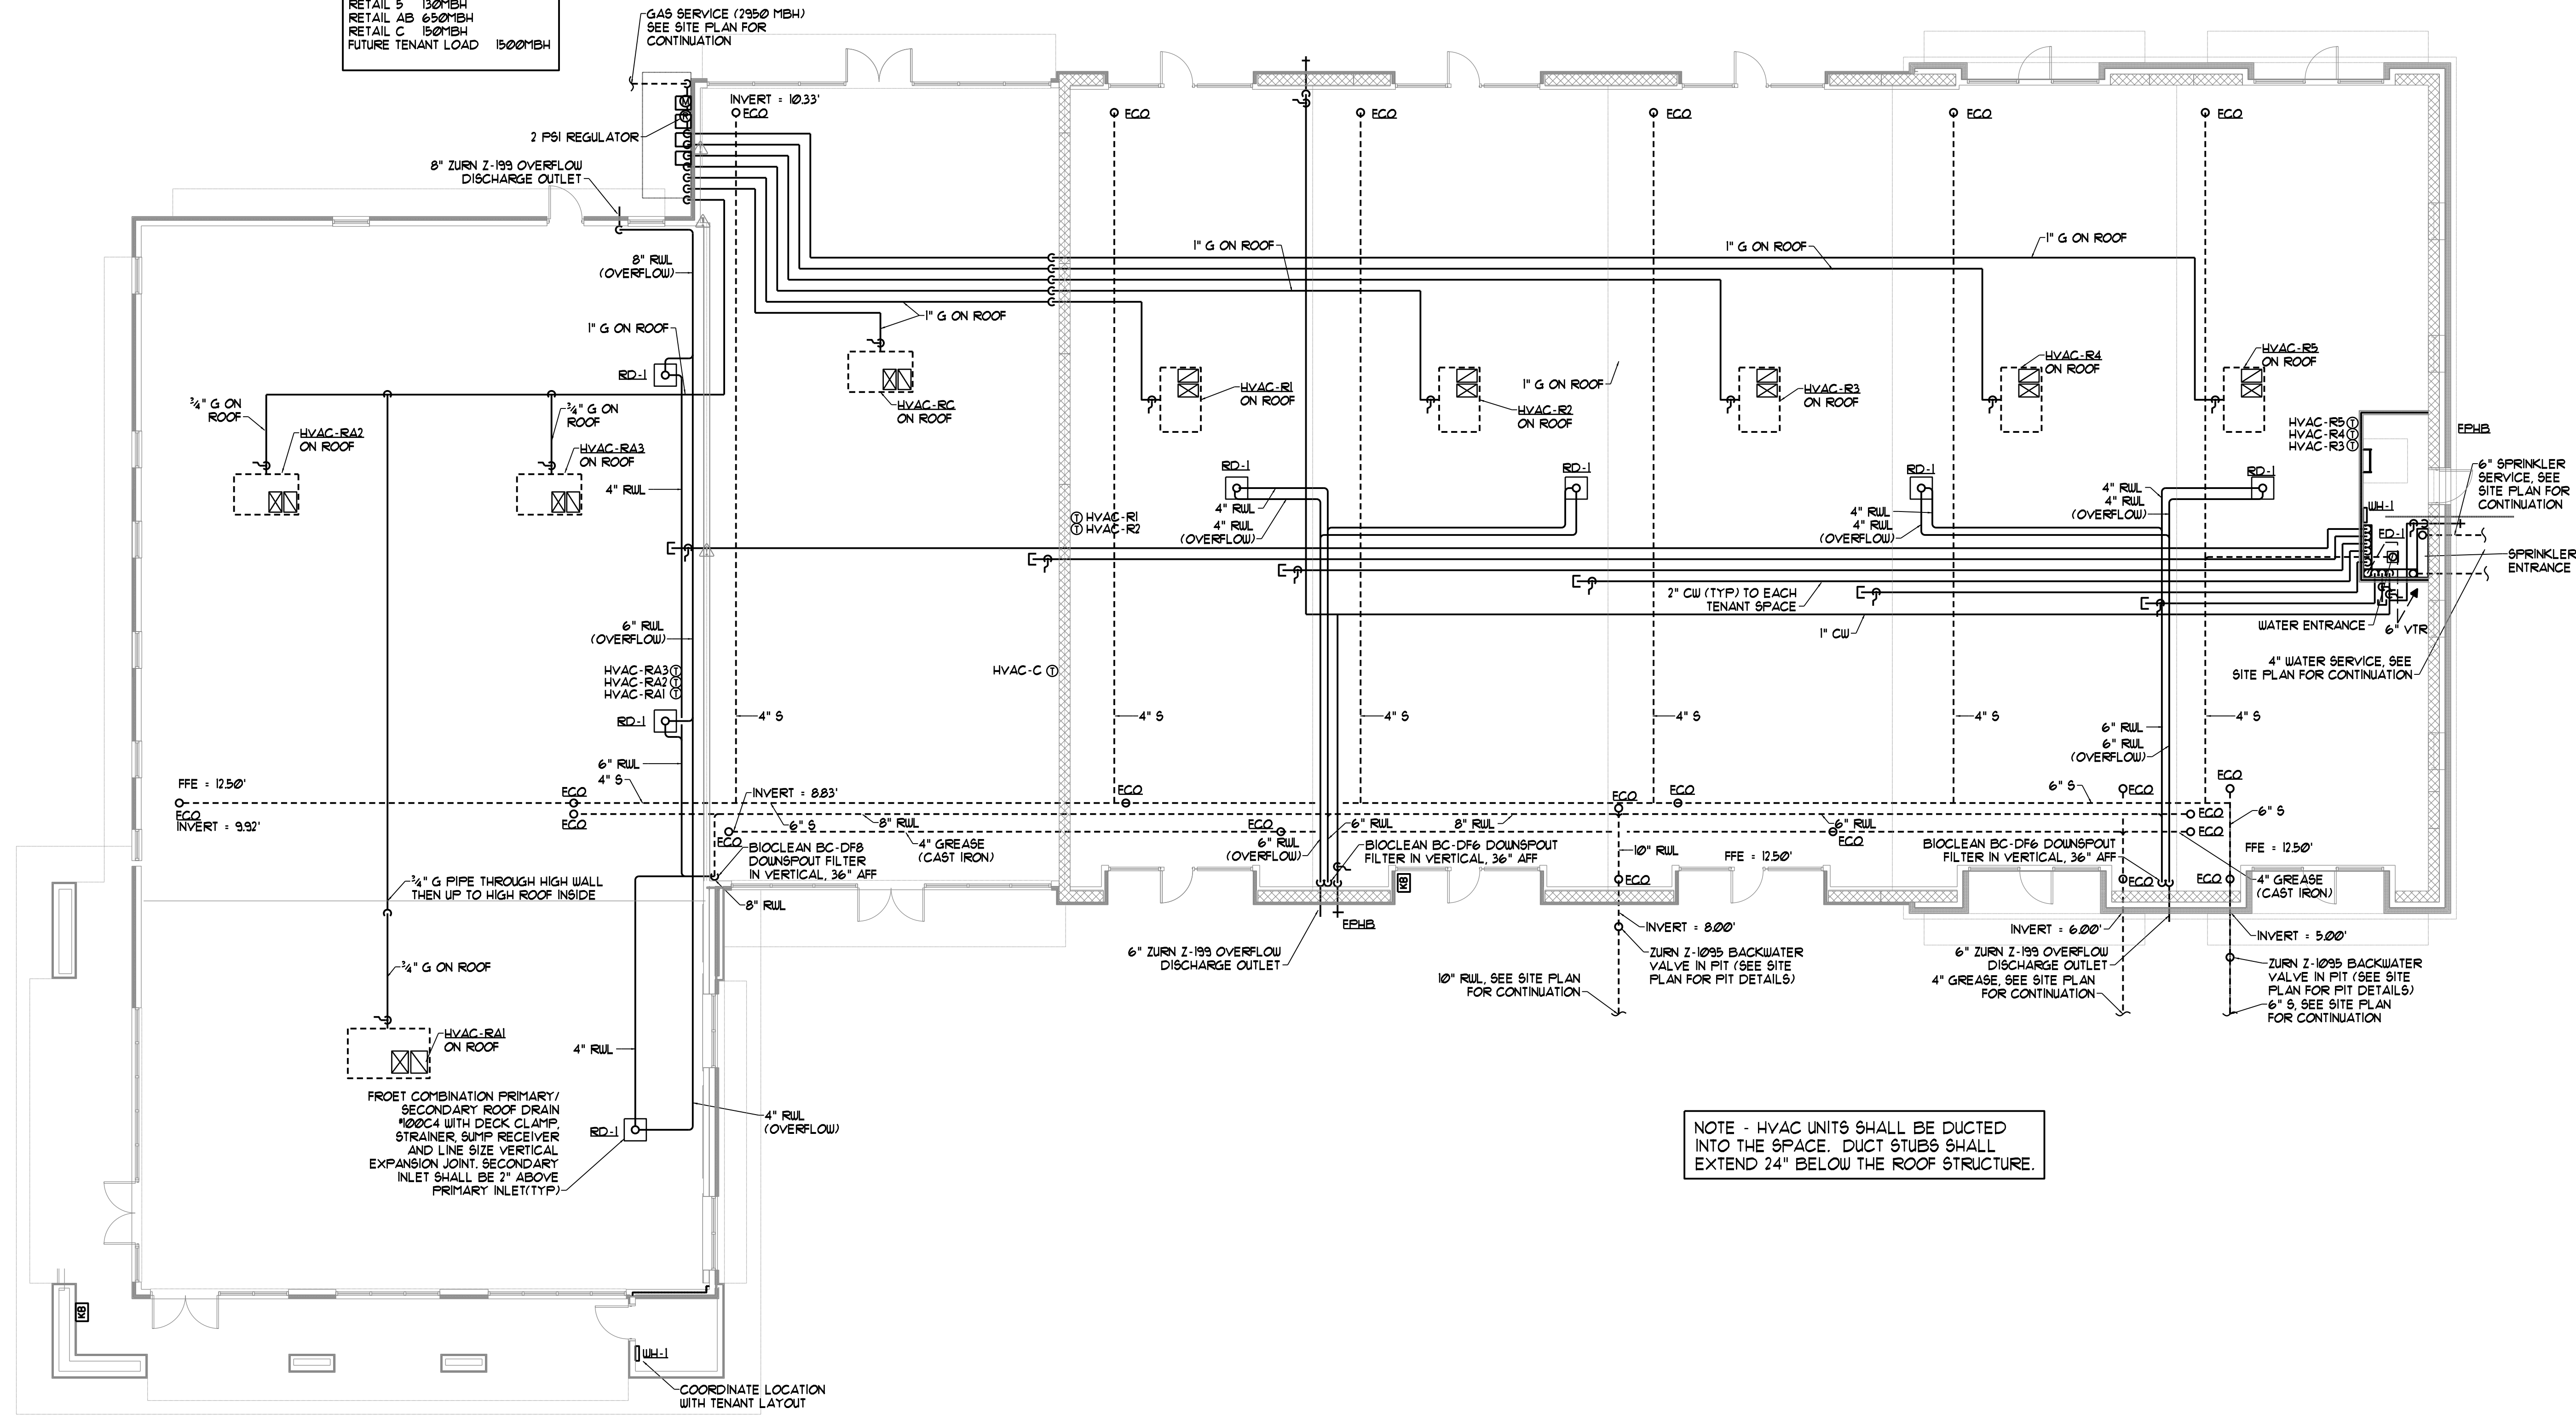 RETAIL 5 130MBH
RETAIL AB 650MBH
RETAIL C 150MBH
FUTURE TENANT LOAD 1500MBH
GAS SERVICE (2950 MBH)
SEE SITE PLAN FOR
CONTINUATION
2 PSI REGULATOR
8" ZURN Z-199 OVERFLOW
DISCHARGE OUTLET
INVERT = 10.33'
ECO
ECO
ECO
ECO
ECO
ECO
8" RWL
(OVERFLOW)
1" G ON ROOF
1" G ON ROOF
1" G ON ROOF
1" G ON ROOF
1" G ON ROOF
1" G ON ROOF
RD-1
HVAC-RC
ON ROOF
HVAC-R1
ON ROOF
HVAC-R2
ON ROOF
HVAC-R3
ON ROOF
HVAC-R4
ON ROOF
HVAC-R5
ON ROOF
3/4" G ON
ROOF
HVAC-RA2
ON ROOF
3/4" G ON
ROOF
HVAC-RA3
ON ROOF
4" RWL
HVAC-R5 T
HVAC-R4 T
HVAC-R3 T
FPHB
6" SPRINKLER
SERVICE, SEE
SITE PLAN FOR
CONTINUATION
WH-1
FD-1
SPRINKLER
ENTRANCE
RD-1
4" RWL
4" RWL
(OVERFLOW)
RD-1
RD-1
4" RWL
4" RWL
(OVERFLOW)
4" RWL
4" RWL
(OVERFLOW)
RD-1
T HVAC-R1
T HVAC-R2
2" CW (TYP) TO EACH
TENANT SPACE
1" CW
WATER ENTRANCE
6" VTR
4" WATER SERVICE, SEE
SITE PLAN FOR CONTINUATION
6" RWL
(OVERFLOW)
HVAC-RA3 T
HVAC-RA2 T
HVAC-RA1 T
HVAC-C T
RD-1
4" S
4" S
4" S
4" S
4" S
4" S
6" RWL
6" RWL
6" RWL
(OVERFLOW)
FFE = 12.50'
4" S
ECO
INVERT = 9.92'
ECO
ECO
INVERT = 8.83'
6" S
8" RWL
ECO
4" GREASE
(CAST IRON)
ECO
ECO
6" RWL
(OVERFLOW)
6" RWL
8" RWL
ECO
10" RWL
ECO
6" RWL
ECO
FFE = 12.50'
6" S
ECO
ECO
6" S
ECO
ECO
FFE = 12.50'
BIOCLEAN BC-DF8
DOWNSPOUT FILTER
IN VERTICAL, 36" AFF
BIOCLEAN BC-DF6 DOWNSPOUT
FILTER IN VERTICAL, 36" AFF
BIOCLEAN BC-DF6 DOWNSPOUT
FILTER IN VERTICAL, 36" AFF
ECO
ECO
4" GREASE
(CAST IRON)
3/4" G PIPE THROUGH HIGH WALL
THEN UP TO HIGH ROOF INSIDE
8" RWL
KB
FPHB
INVERT = 8.00'
INVERT = 6.00'
INVERT = 5.00'
6" ZURN Z-199 OVERFLOW
DISCHARGE OUTLET
ZURN Z-1095 BACKWATER
VALVE IN PIT (SEE SITE
PLAN FOR PIT DETAILS)
10" RWL, SEE SITE PLAN
FOR CONTINUATION
6" ZURN Z-199 OVERFLOW
DISCHARGE OUTLET
4" GREASE, SEE SITE PLAN
FOR CONTINUATION
ZURN Z-1095 BACKWATER
VALVE IN PIT (SEE SITE
PLAN FOR PIT DETAILS)
6" S, SEE SITE PLAN
FOR CONTINUATION
3/4" G ON ROOF
HVAC-RA1
ON ROOF
4" RWL
FROET COMBINATION PRIMARY/
SECONDARY ROOF DRAIN
#100C4 WITH DECK CLAMP,
STRAINER, SUMP RECEIVER
AND LINE SIZE VERTICAL
EXPANSION JOINT. SECONDARY
INLET SHALL BE 2" ABOVE
PRIMARY INLET(TYP)
RD-1
4" RWL
(OVERFLOW)
NOTE - HVAC UNITS SHALL BE DUCTED
INTO THE SPACE. DUCT STUBS SHALL
EXTEND 24" BELOW THE ROOF STRUCTURE.
KB
WH-1
COORDINATE LOCATION
WITH TENANT LAYOUT